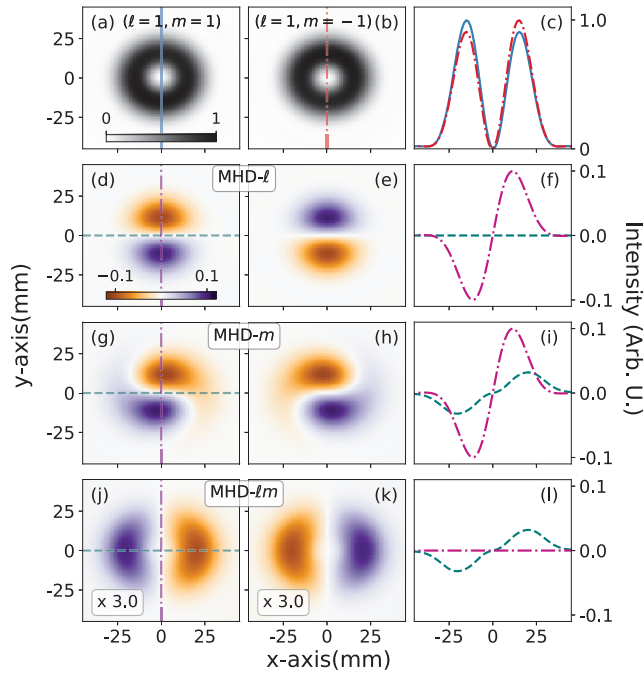 (a) (ℓ = 1, m = 1) (b) (ℓ = 1, m = −1) (c)
25
0
-25
0 1
1.0
0
(d) MHD-ℓ (e) (f)
25
0
-25
−0.1 0.1
0.1
0.0
-0.1
(g) MHD-m (h) (i)
25
0
-25
0.1
0.0
-0.1
(j) MHD-ℓm (k) (l)
25
0
-25
x 3.0 x 3.0
0.1
0.0
-0.1
-25 0 25 -25 0 25 -25 0 25
x-axis(mm)
y-axis(mm)
Intensity (Arb. U.)